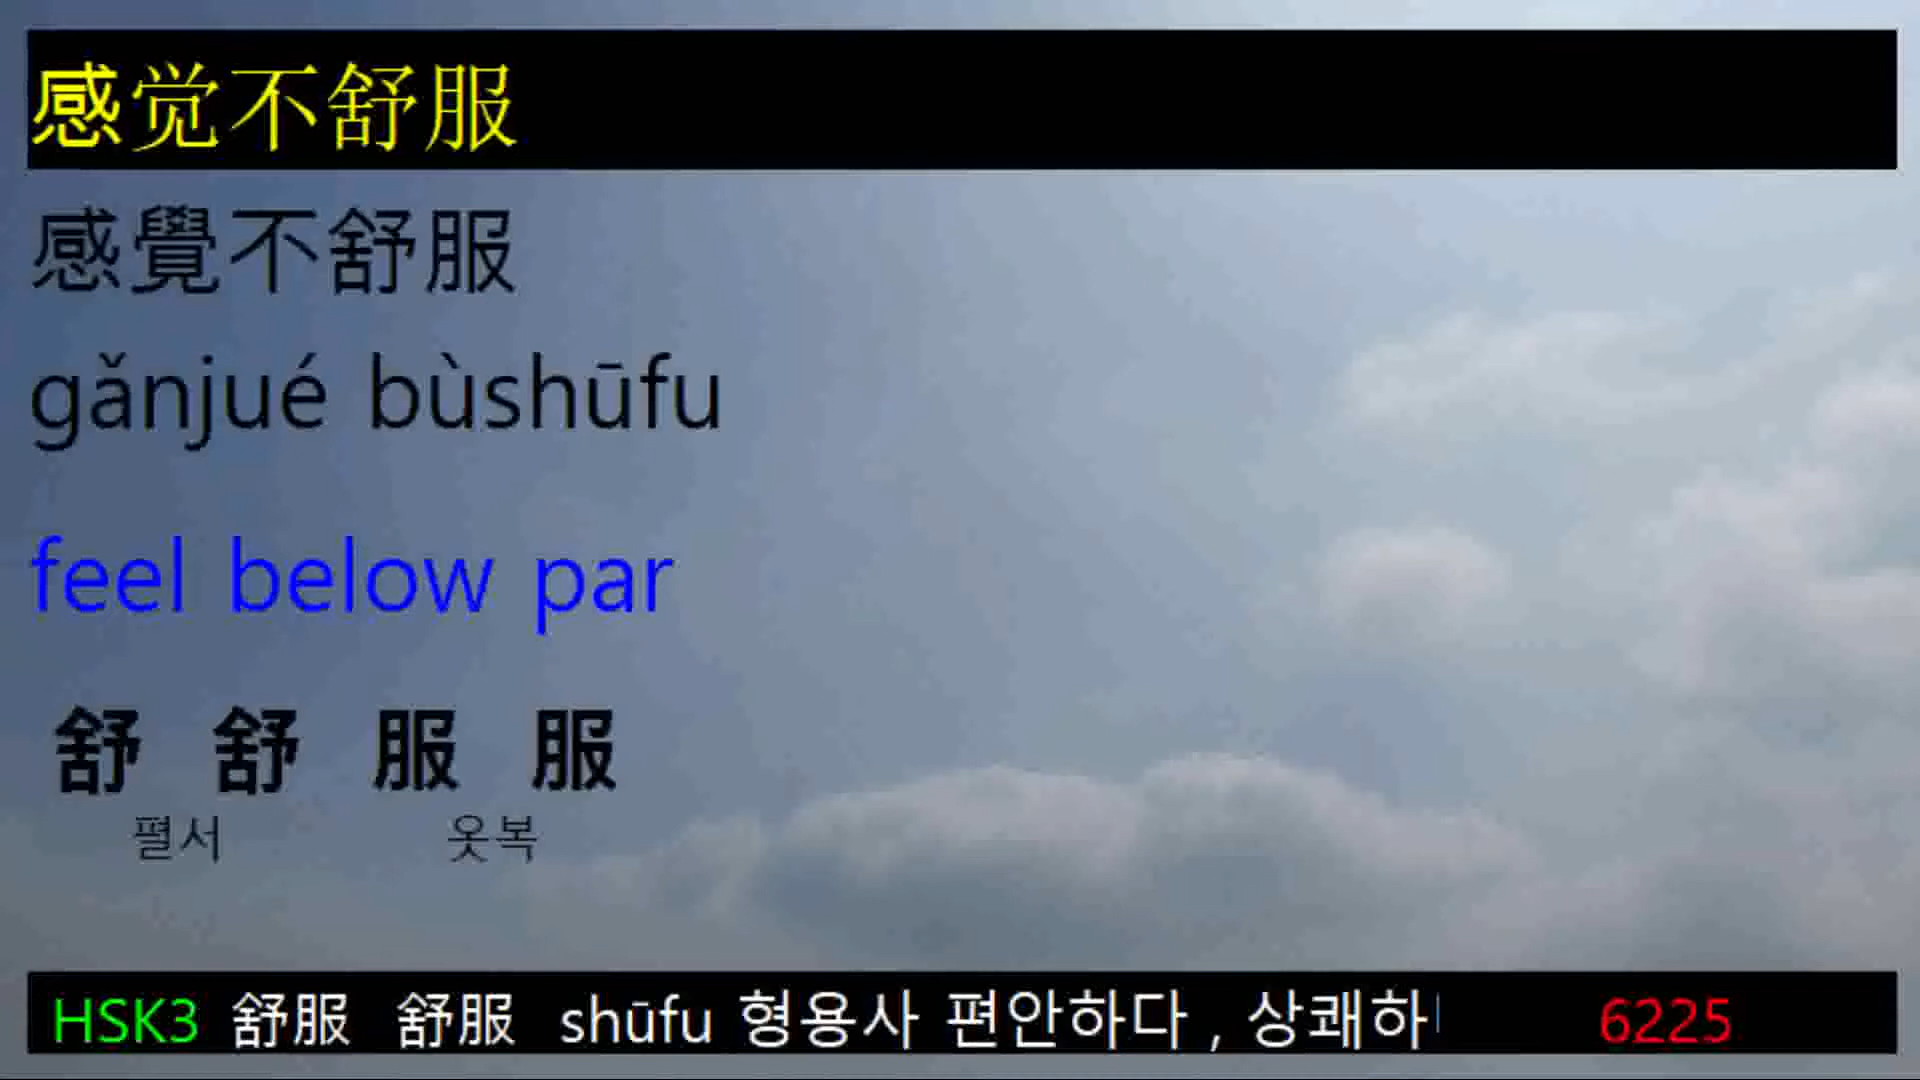 感觉不舒服
感覺不舒服
gǎnjué bùshūfu
feel below par
舒 舒 服 服
펼서 옷복
HSK3 舒服 舒服 shūfu 형용사 편안하다 , 상쾌하 6225